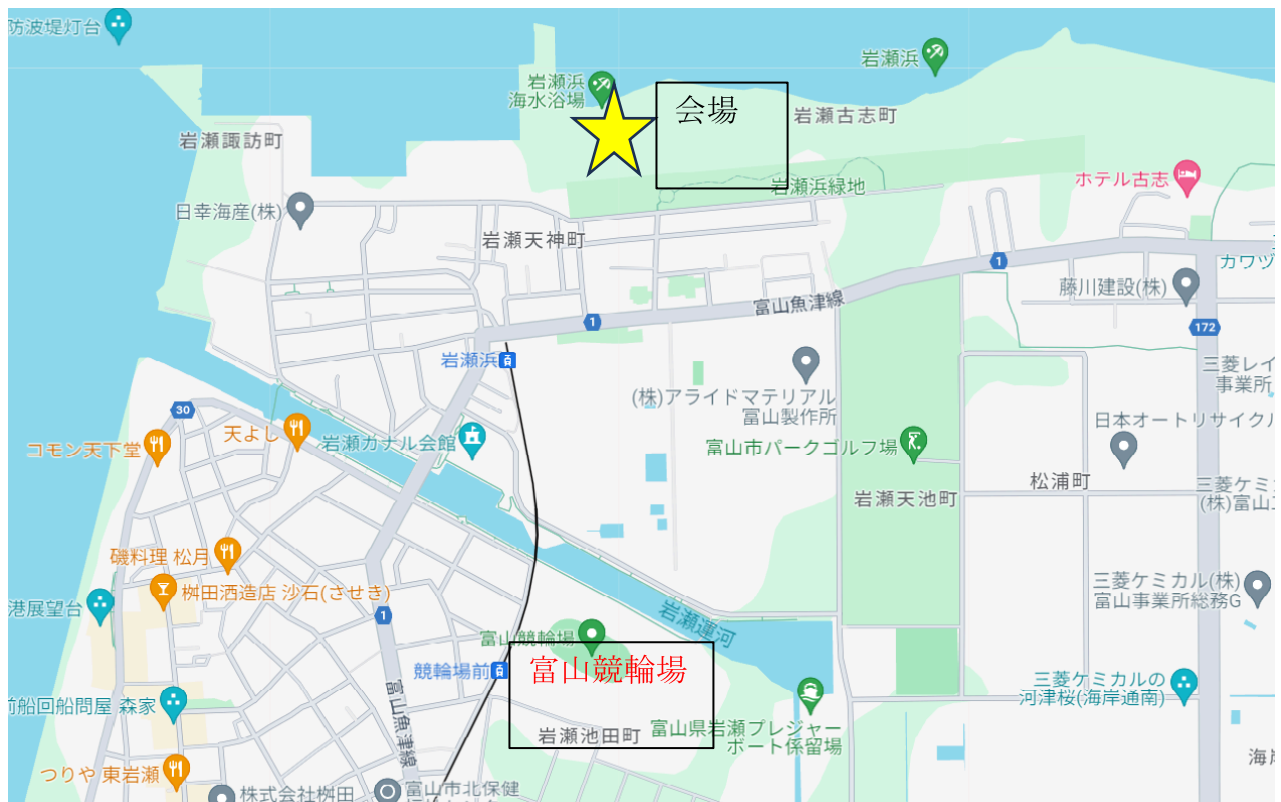 防波堤灯台
岩瀬浜
岩瀬浜
海水浴場
会場
岩瀬古志町
岩瀬諏訪町
岩瀬浜緑地
ホテル古志
日幸海産(株)
岩瀬天神町
カワツ
1
藤川建設(株)
富山魚津線
1
172
岩瀬浜
三菱レイ
事業所
(株)アライドマテリアル
富山製作所
30
天よし
コモン天下堂
岩瀬カナル会館
富山市パークゴルフ場
日本オートリサイクル
松浦町
三菱ケミ
(株)富山工
岩瀬天池町
磯料理 松月
桝田酒造店 沙石(させき)
三菱ケミカル(株)
富山事業所総務G
港展望台
1
岩瀬運河
富山競輪場
競輪場前
富山競輪場
三菱ケミカルの
河津桜(海岸通南)
前船回船問屋 森家
富山魚津線
岩瀬池田町
富山県岩瀬プレジャー
ボート係留場
海岸
つりや 東岩瀬
株式会社桝田
富山市北保健